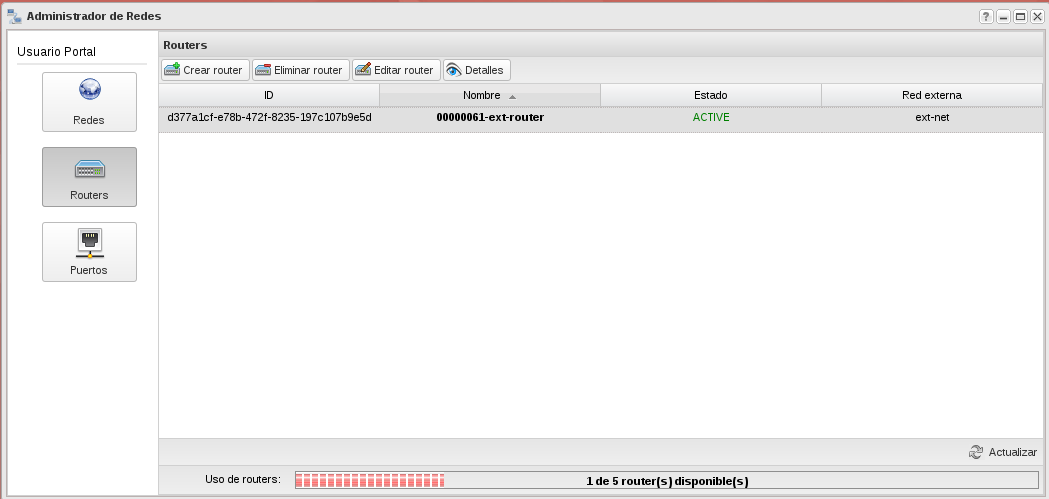 Administrador de Redes
Usuario Portal
Redes
Routers
Puertos
Routers
Crear router Eliminar router Editar router Detalles
ID Nombre Estado Red externa
d377a1cf-e78b-472f-8235-197c107b9e5d 00000061-ext-router ACTIVE ext-net
Actualizar
Uso de routers: 1 de 5 router(s) disponible(s)